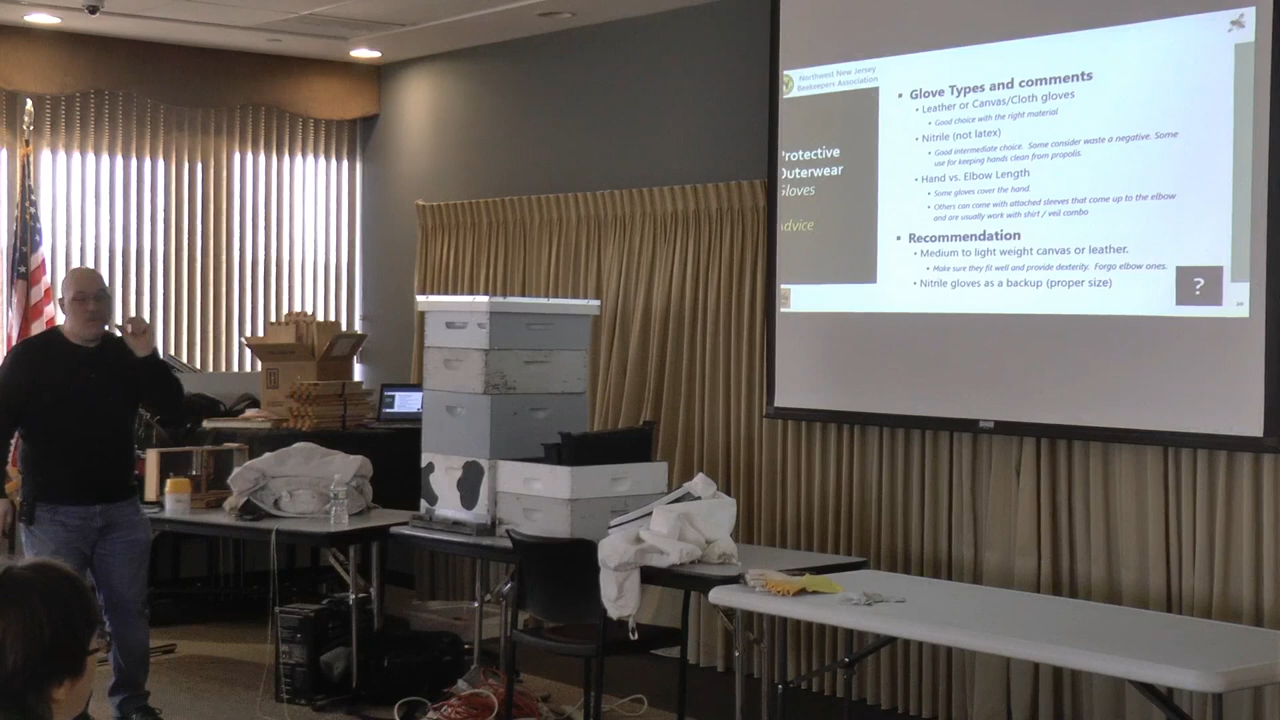 Northwest New Jersey
Beekeepers Association
Protective
Outerwear
Gloves
Advice
Glove Types and comments
Leather or Canvas/Cloth gloves
Good choice with the right material
Nitrile (not latex)
Good intermediate choice. Some consider waste a negative. Some
use for keeping hands clean from propolis.
Hand vs. Elbow Length
Some gloves cover the hand.
Others can come with attached sleeves that come up to the elbow
and are usually work with shirt / veil combo
Recommendation
Medium to light weight canvas or leather.
Make sure they fit well and provide dexterity. Forgo elbow ones.
Nitrile gloves as a backup (proper size)
?